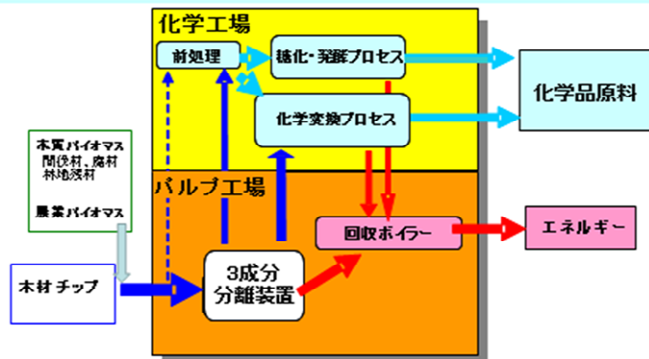 化学工場
前処理
糖化・発酵プロセス
化学品原料
化学変換プロセス
木質バイオマス
間伐材、廃材
林地残材
農業バイオマス
パルプ工場
回収ボイラー
エネルギー
木材チップ
3成分
分離装置